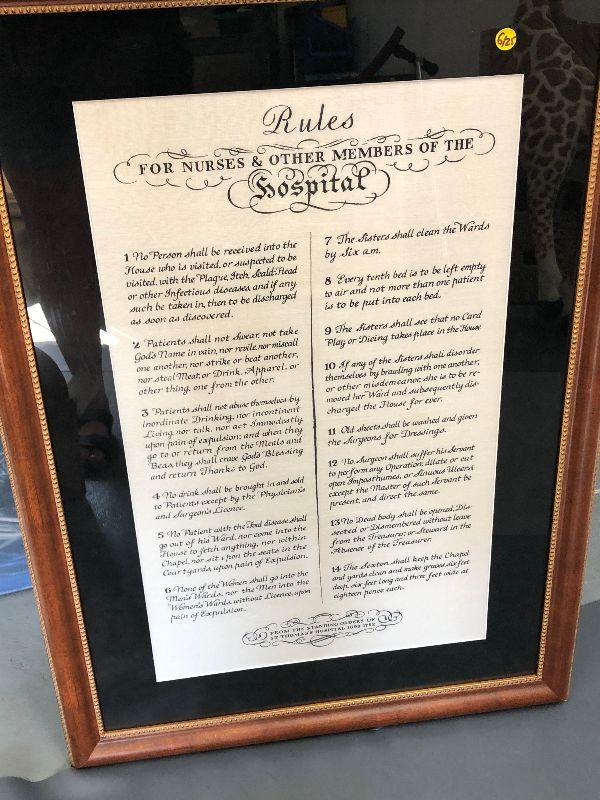 6/25
Rules
FOR NURSES & OTHER MEMBERS OF THE
Hospital
1 No Person shall be received into the
House who is visited, or suspected to be
visited, with the Plague, Itch, Scald-Head
or other Infectious diseases, and if any
such be taken in, then to be discharged
as soon as discovered.
2 Patients shall not Swear, not take
God's Name in vain, nor revile, nor miscall
one another, nor strike or beat another,
nor steal Meat, or Drink, Apparel, or
other thing, one from the other.
3 Patients shall not abuse themselves by
inordinate Drinking, nor incontinent
Living, nor talk, nor act Immodestly
upon pain of expulsion; and when they
go to or return from the Meals and
Beds, they shall crave God's Blessing
and return Thanks to God.
4 No drink shall be brought in and sold
to Patients except by the Physician's
and Surgeon's Licence.
5 No Patient with the foul disease shall
go out of his Ward, nor come into the
House to fetch anything, nor within
Chapel, nor sit upon the seats in the
Courtyards, upon pain of Expulsion.
6 None of the Women shall go into the
Men's Wards, nor the Men into the
Women's Wards, without Licence, upon
pain of Expulsion.
7 The Sisters shall clean the Wards
by Six a.m.
8 Every tenth bed is to be left empty
to air and not more than one patient
is to be put into each bed.
9 The Sisters shall see that no Card
Play or Dicing takes place in the House
10 If any of the Sisters shall disorder
themselves by brawling with one another,
or other misdemeanor, she is to be re-
moved her Ward and subsequently dis-
charged the House for ever.
11 Old sheets shall be washed and given
the Surgeons for Dressings.
12 No Surgeon shall suffer his Servant
to perform any Operation, dilate or cut
open Imposthumes, or Sinuous Ulcers
except the Master of such Servant be
present, and direct the same.
13 No Dead body shall be opened, Dis-
sected or Dismembered without leave
from the Treasurer or Steward in the
Absence of the Treasurer.
14 The Sexton shall keep the Chapel
and yards clean and make graves six feet
deep, six feet long and three feet wide at
eighteen pence each.
FROM THE STANDING ORDERS OF
ST THOMAS'S HOSPITAL